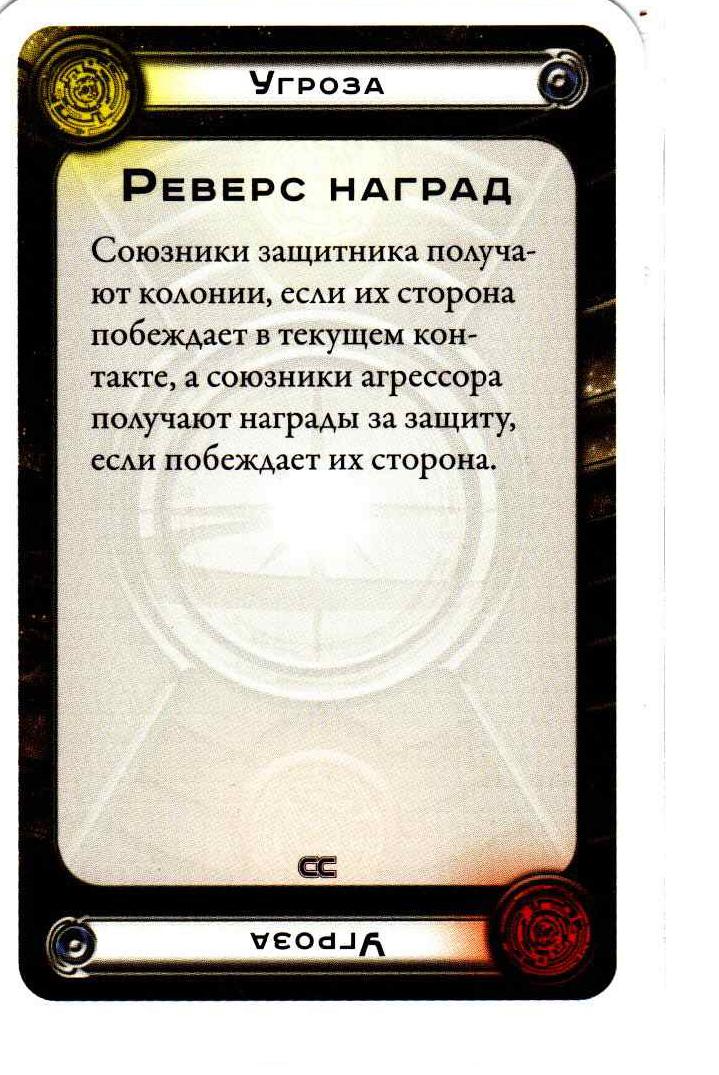 Угроза
Реверс наград
Союзники защитника получа-
ют колонии, если их сторона
побеждает в текущем кон-
такте, а союзники агрессора
получают награды за защиту,
если побеждает их сторона.
CC
Угроза